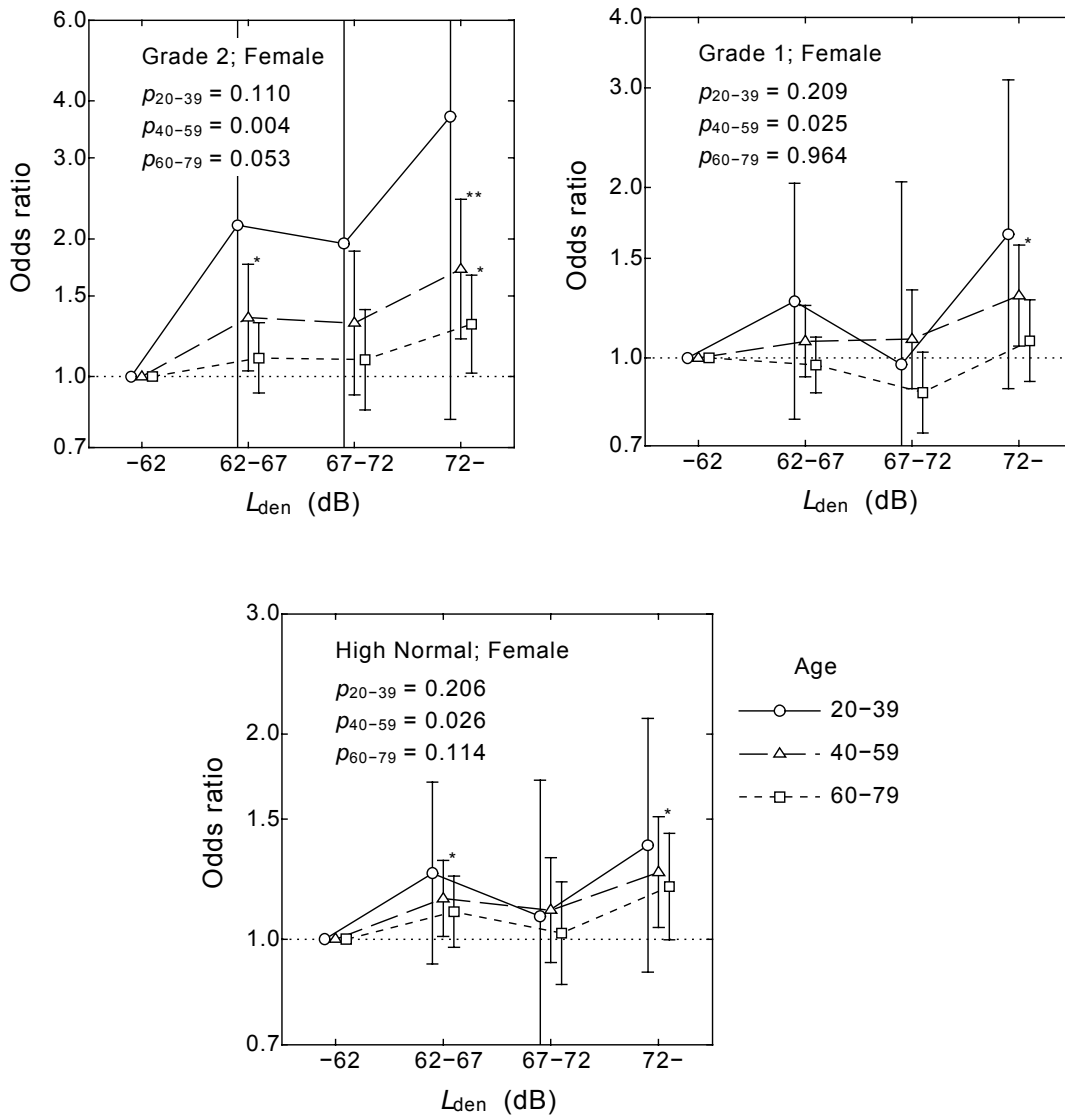 Grade 2; Female
p20−39 = 0.110
p40−59 = 0.004
p60−79 = 0.053
6.0
4.0
3.0
2.0
1.5
1.0
0.7
Odds ratio
*
**
*
−62 62−67 67−72 72−
Lden (dB)
Grade 1; Female
p20−39 = 0.209
p40−59 = 0.025
p60−79 = 0.964
4.0
3.0
2.0
1.5
1.0
0.7
Odds ratio
*
−62 62−67 67−72 72−
Lden (dB)
High Normal; Female
p20−39 = 0.206
p40−59 = 0.026
p60−79 = 0.114
3.0
2.0
1.5
1.0
0.7
Odds ratio
*
*
−62 62−67 67−72 72−
Lden (dB)
Age
20−39
40−59
60−79